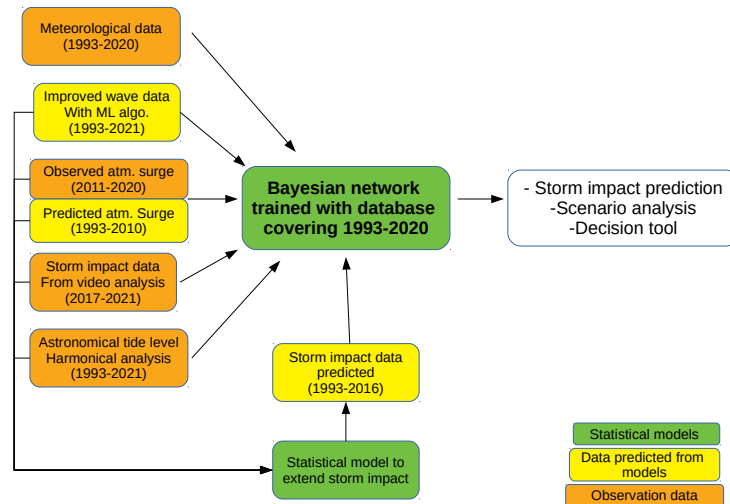 Meteorological data
(1993-2020)
Improved wave data
With ML algo.
(1993-2021)
Observed atm. surge
(2011-2020)
Predicted atm. Surge
(1993-2010)
Storm impact data
From video analysis
(2017-2021)
Astronomical tide level
Harmonical analysis
(1993-2021)
Bayesian network
trained with database
covering 1993-2020
- Storm impact prediction
-Scenario analysis
-Decision tool
Storm impact data
predicted
(1993-2016)
Statistical model to
extend storm impact
Statistical models
Data predicted from
models
Observation data